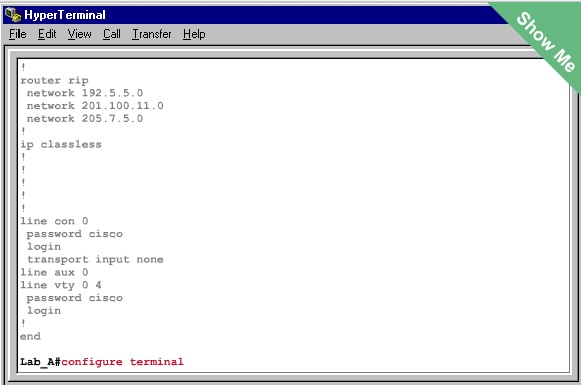 HyperTerminal
Show Me
File Edit View Call Transfer Help
!
router rip
network 192.5.5.0
network 201.100.11.0
network 205.7.5.0
!
ip classless
!
!
!
!
!
line con 0
password cisco
login
transport input none
line aux 0
line vty 0 4
password cisco
login
!
end
Lab_A#configure terminal